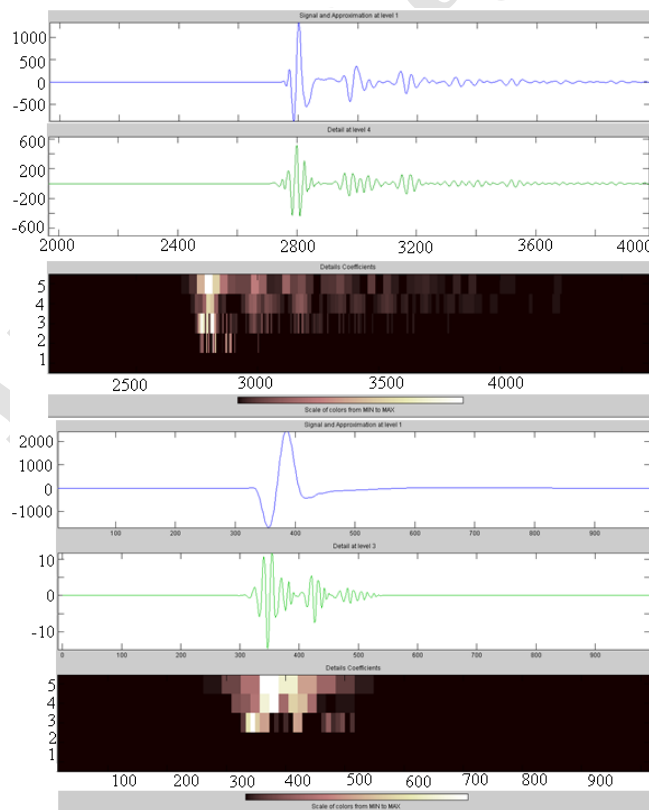 Signal and Approximation at level 1
1000
500
0
-500
Detail at level 4
600
200
-200
-600
2000 2400 2800 3200 3600 4000
Details Coefficients
5
4
3
2
1
2500 3000 3500 4000
Scale of colors from MIN to MAX
Signal and Approximation at level 1
2000
1000
0
-1000
100 200 300 400 500 600 700 800 900
Detail at level 3
10
0
-10
0 100 200 300 400 500 600 700 800 900
Details Coefficients
5
4
3
2
1
100 200 300 400 500 600 700 800 900
Scale of colors from MIN to MAX